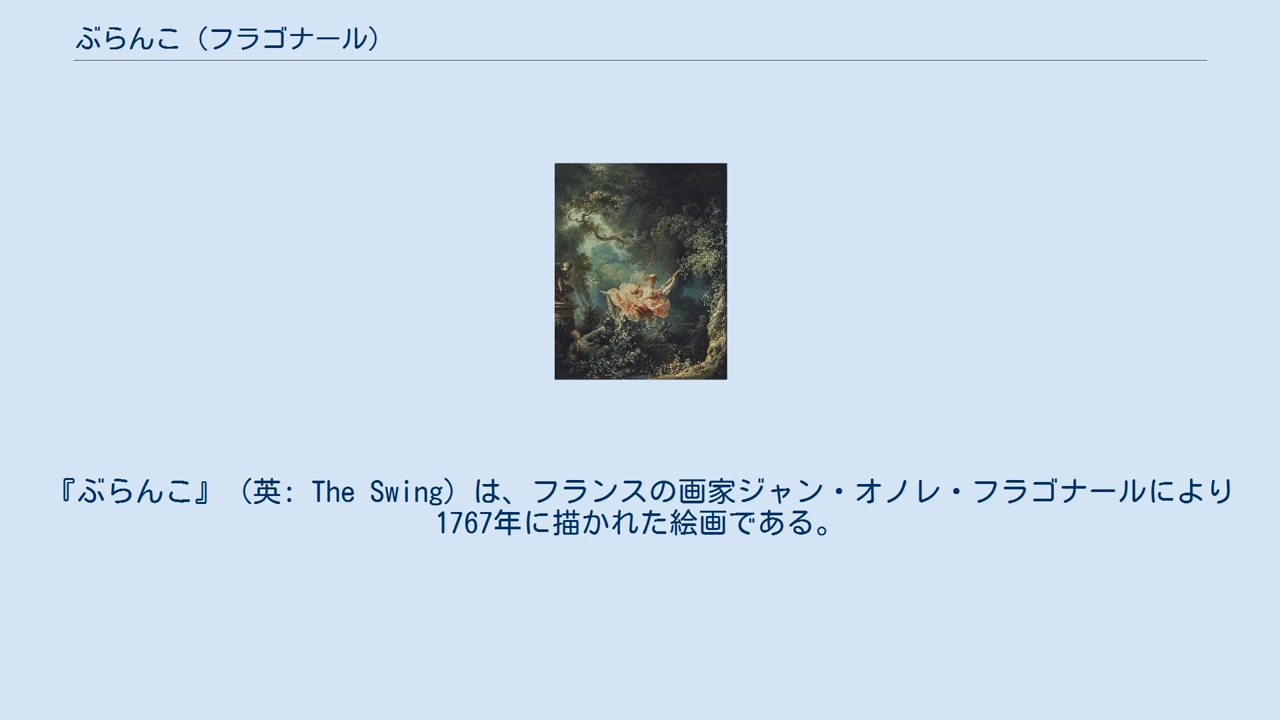 ぶらんこ（フラゴナール）
『ぶらんこ』（英: The Swing）は、フランスの画家ジャン・オノレ・フラゴナールにより
1767年に描かれた絵画である。